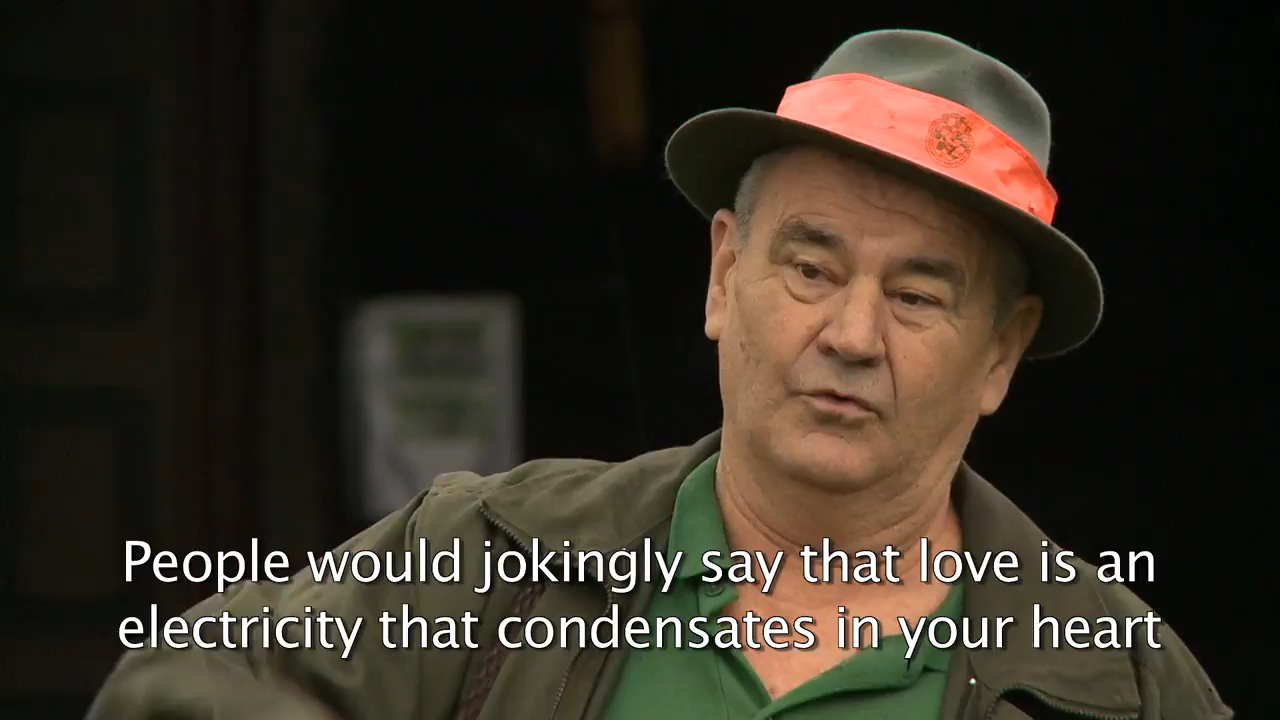 People would jokingly say that love is an
electricity that condensates in your heart